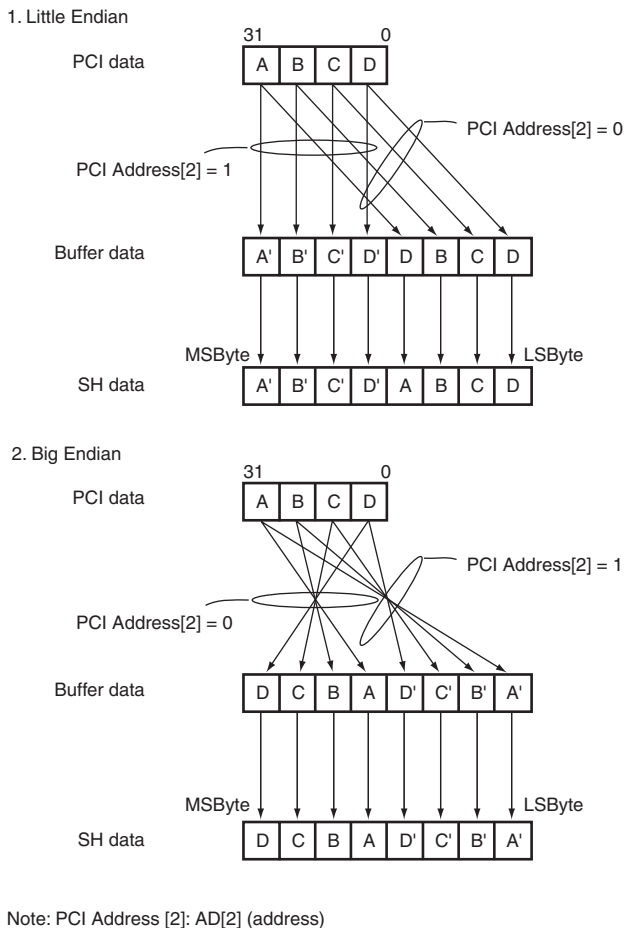 1. Little Endian
31 0
PCI data A B C D
PCI Address[2] = 0
PCI Address[2] = 1
Buffer data A' B' C' D' D B C D
MSByte LSByte
SH data A' B' C' D' A B C D
2. Big Endian
31 0
PCI data A B C D
PCI Address[2] = 1
PCI Address[2] = 0
Buffer data D C B A D' C' B' A'
MSByte LSByte
SH data D C B A D' C' B' A'
Note: PCI Address [2]: AD[2] (address)